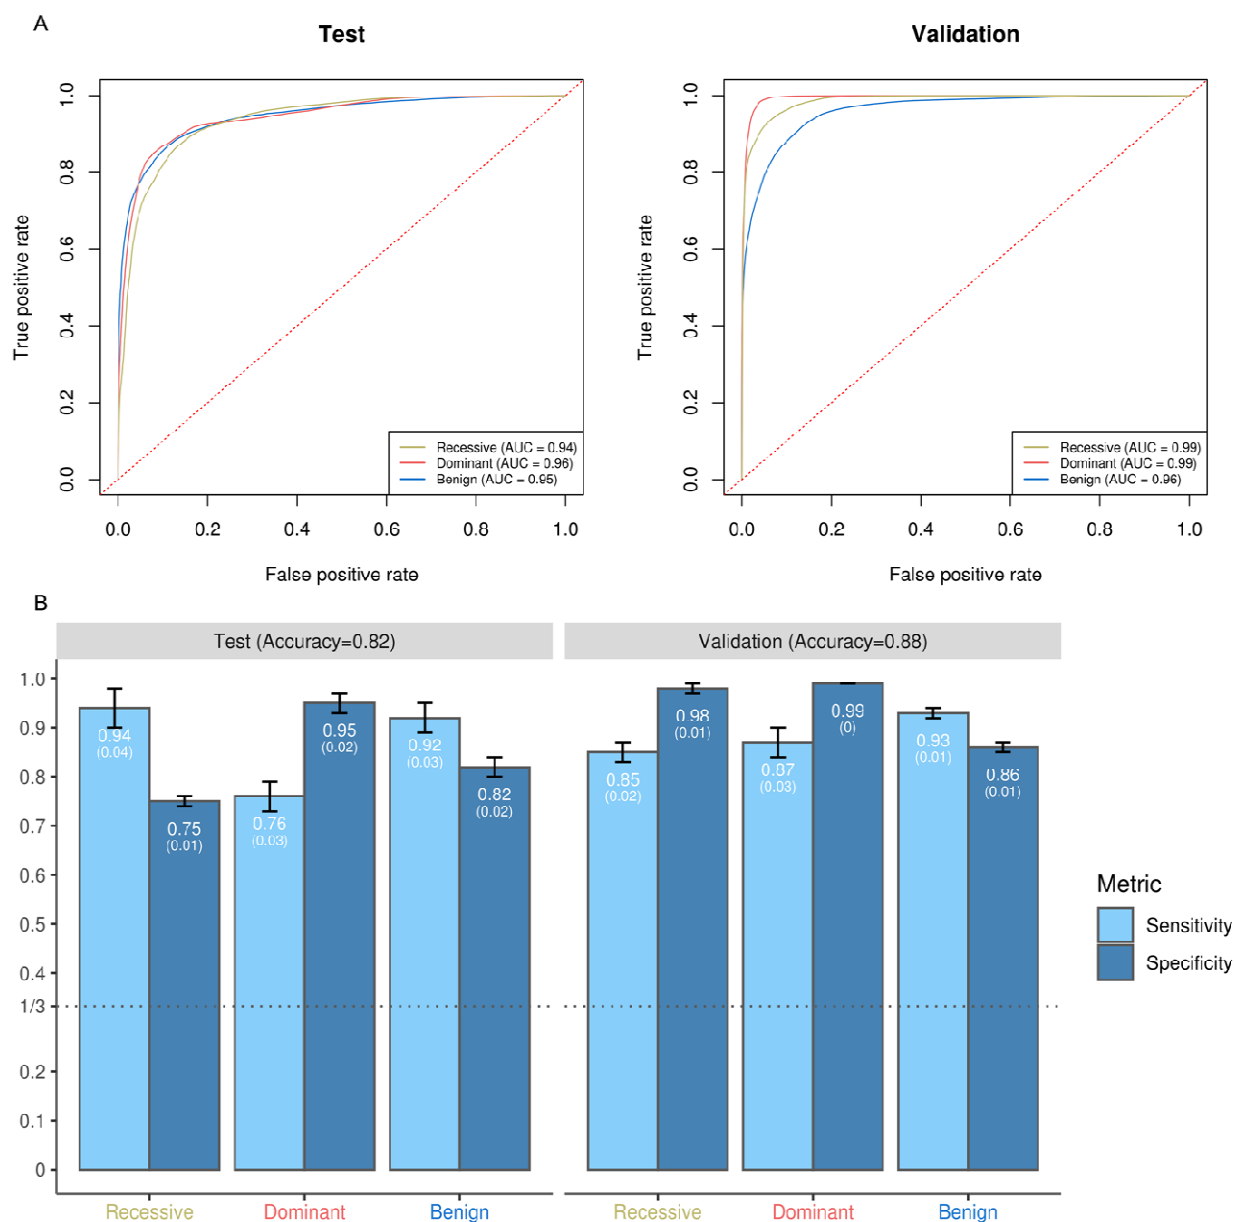 A
Test
Validation
True positive rate
1.0
0.8
0.6
0.4
0.2
0.0
Recessive (AUC = 0.94)
Dominant (AUC = 0.96)
Benign (AUC = 0.95)
0.0 0.2 0.4 0.6 0.8 1.0
False positive rate
True positive rate
1.0
0.8
0.6
0.4
0.2
0.0
Recessive (AUC = 0.99)
Dominant (AUC = 0.99)
Benign (AUC = 0.96)
0.0 0.2 0.4 0.6 0.8 1.0
False positive rate
B
Test (Accuracy=0.82)
Validation (Accuracy=0.88)
1.0
0.9
0.8
0.7
0.6
0.5
0.4
1/3
0.2
0.1
0
0.94
(0.04)
0.75
(0.01)
0.76
(0.03)
0.95
(0.02)
0.92
(0.03)
0.82
(0.02)
0.85
(0.02)
0.98
(0.01)
0.87
(0.03)
0.99
(0)
0.93
(0.01)
0.86
(0.01)
Recessive Dominant Benign
Recessive Dominant Benign
Metric
Sensitivity
Specificity